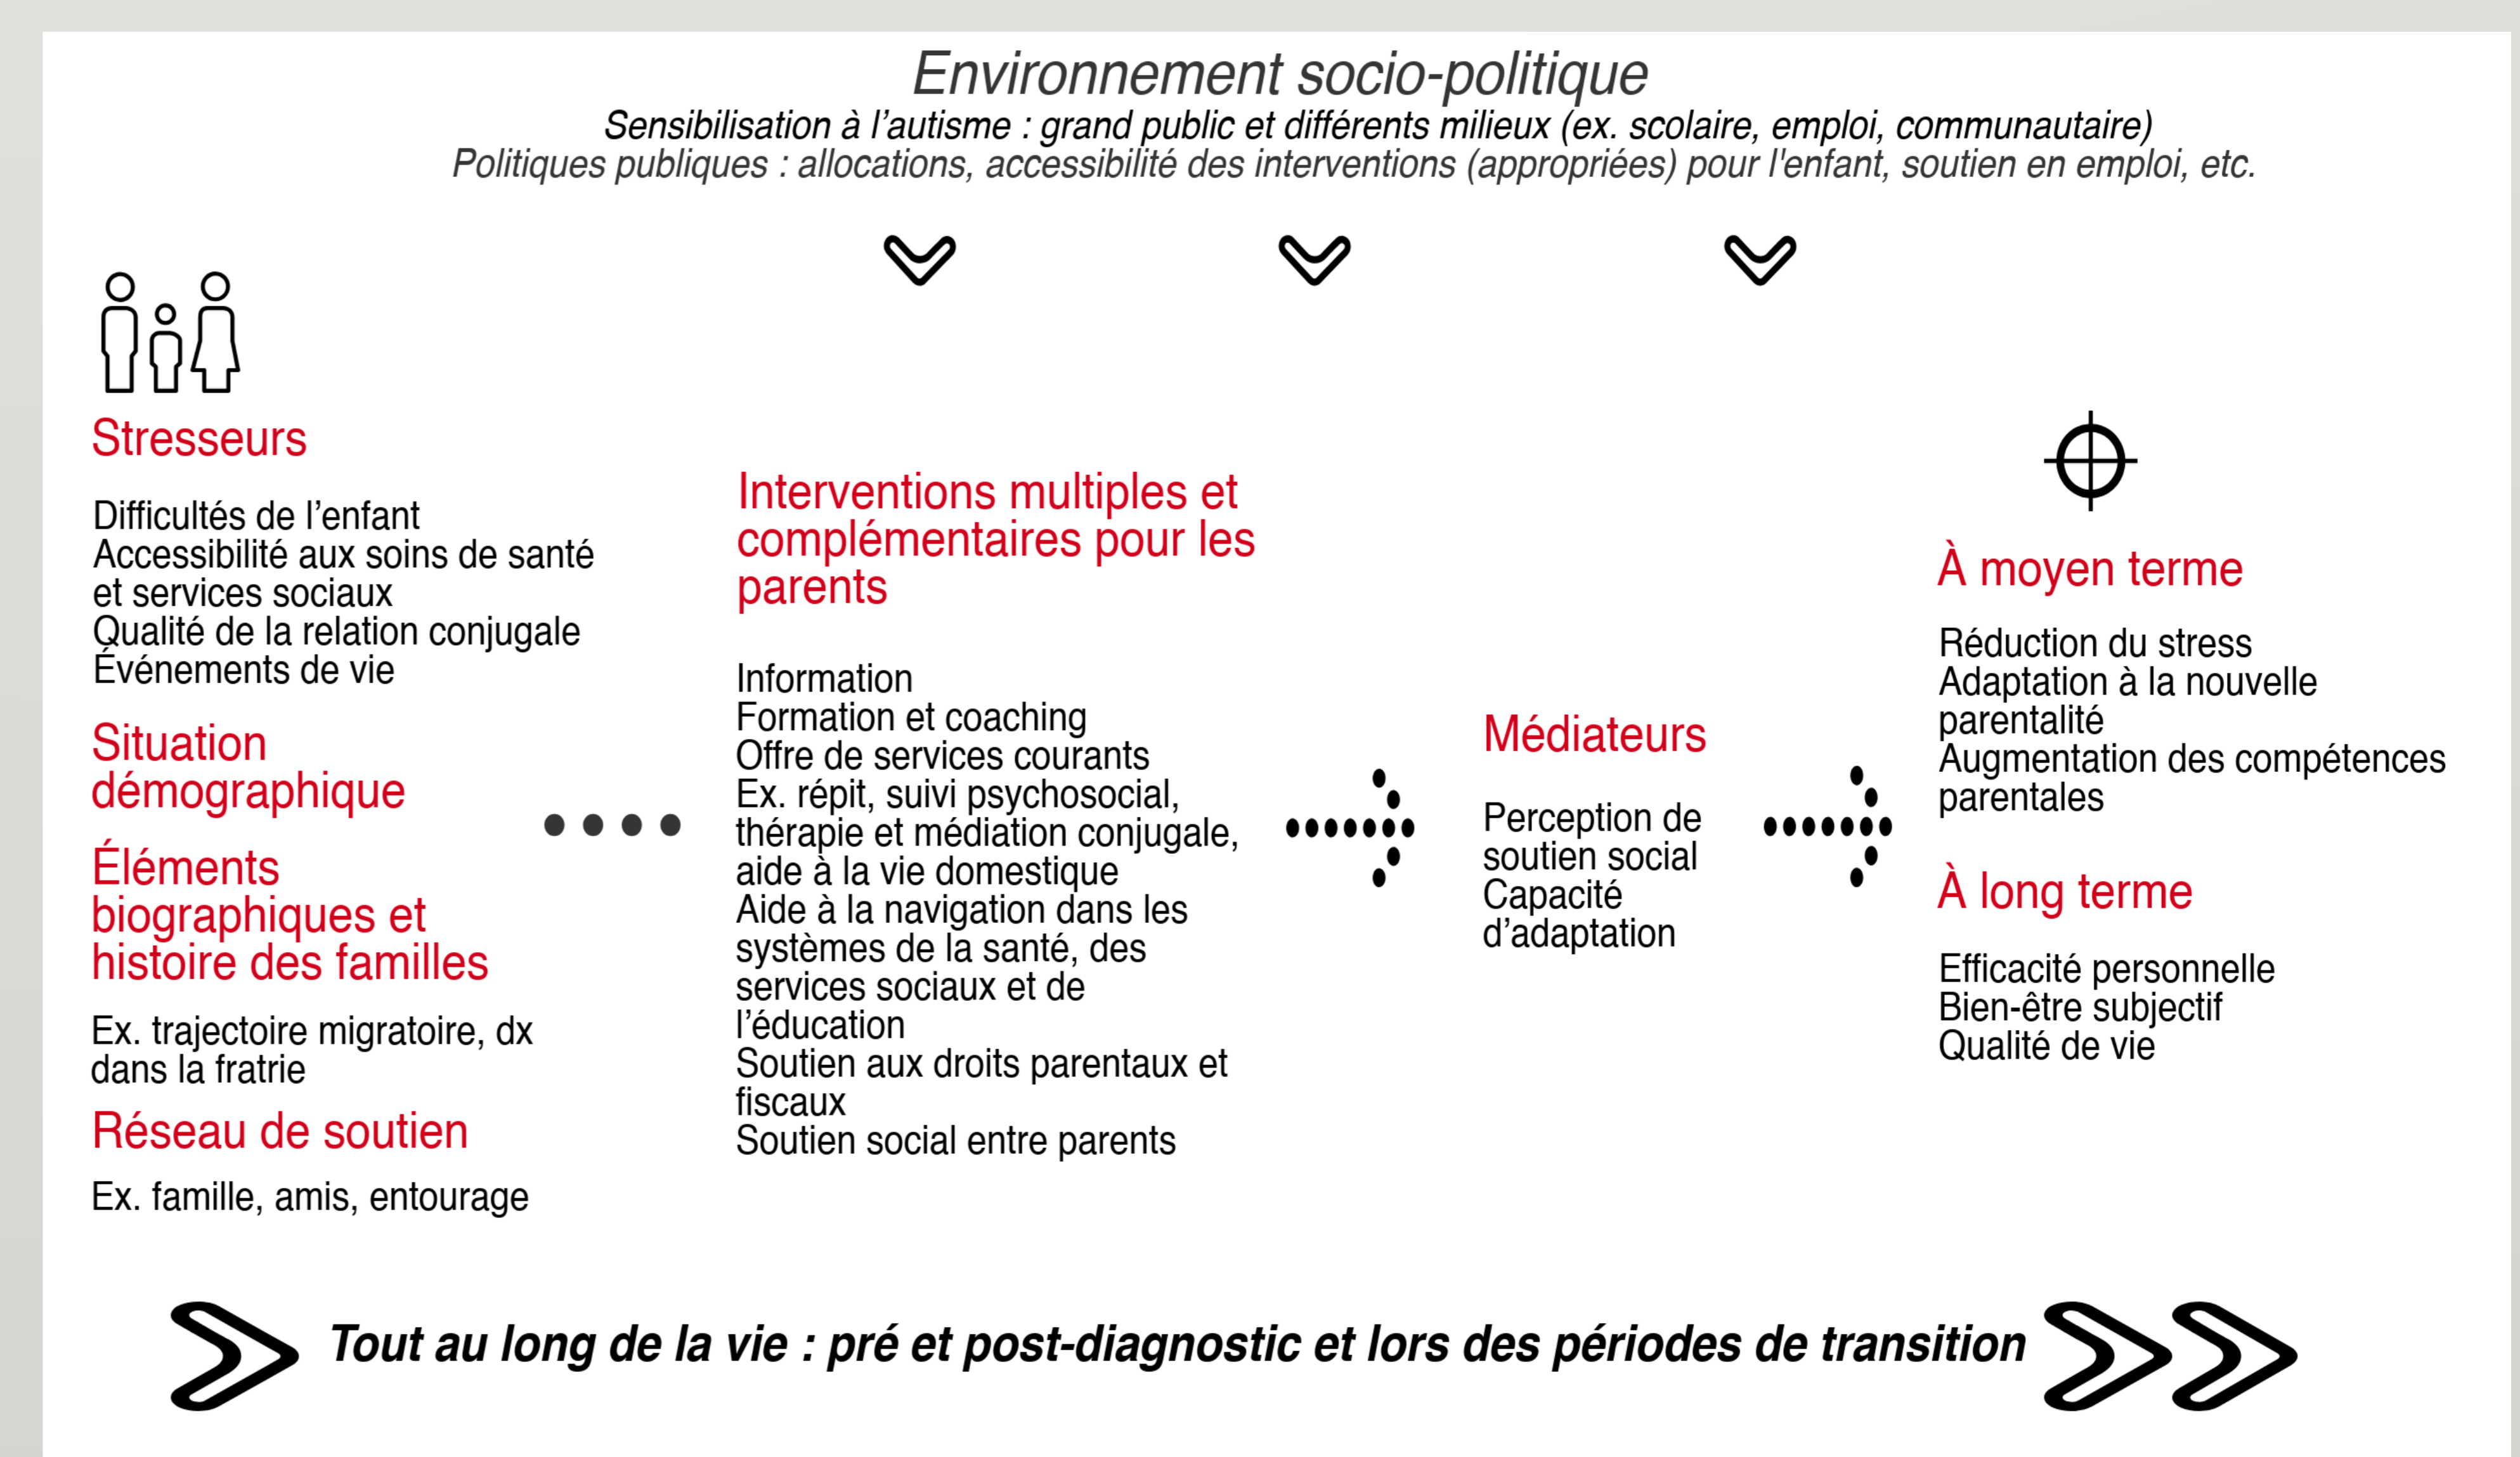 Environnement socio-politique
Sensibilisation à l’autisme : grand public et différents milieux (ex. scolaire, emploi, communautaire)
Politiques publiques : allocations, accessibilité des interventions (appropriées) pour l'enfant, soutien en emploi, etc.
Stresseurs
Difficultés de l’enfant
Accessibilité aux soins de santé
et services sociaux
Qualité de la relation conjugale
Événements de vie
Situation
démographique
Éléments
biographiques et
histoire des familles
Ex. trajectoire migratoire, dx
dans la fratrie
Réseau de soutien
Ex. famille, amis, entourage
Interventions multiples et
complémentaires pour les
parents
Information
Formation et coaching
Offre de services courants
Ex. répit, suivi psychosocial,
thérapie et médiation conjugale,
aide à la vie domestique
Aide à la navigation dans les
systèmes de la santé, des
services sociaux et de
l’éducation
Soutien aux droits parentaux et
fiscaux
Soutien social entre parents
Médiateurs
Perception de
soutien social
Capacité
d’adaptation
À moyen terme
Réduction du stress
Adaptation à la nouvelle
parentalité
Augmentation des compétences
parentales
À long terme
Efficacité personnelle
Bien-être subjectif
Qualité de vie
Tout au long de la vie : pré et post-diagnostic et lors des périodes de transition